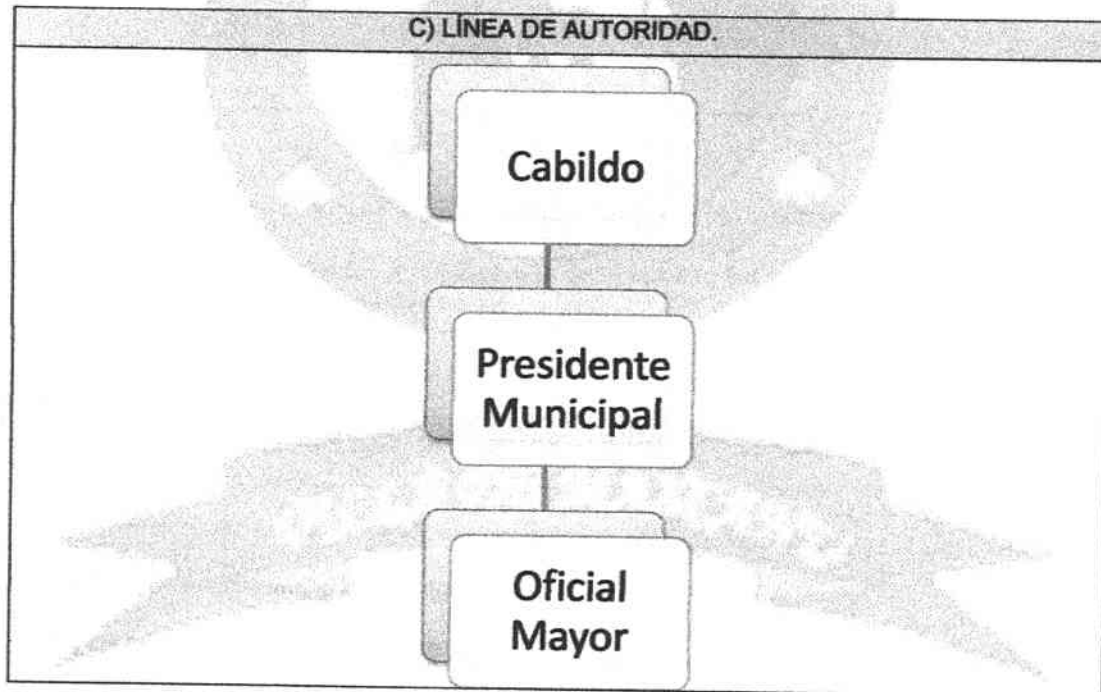 C) LÍNEA DE AUTORIDAD.
Cabildo
Presidente
Municipal
Oficial
Mayor